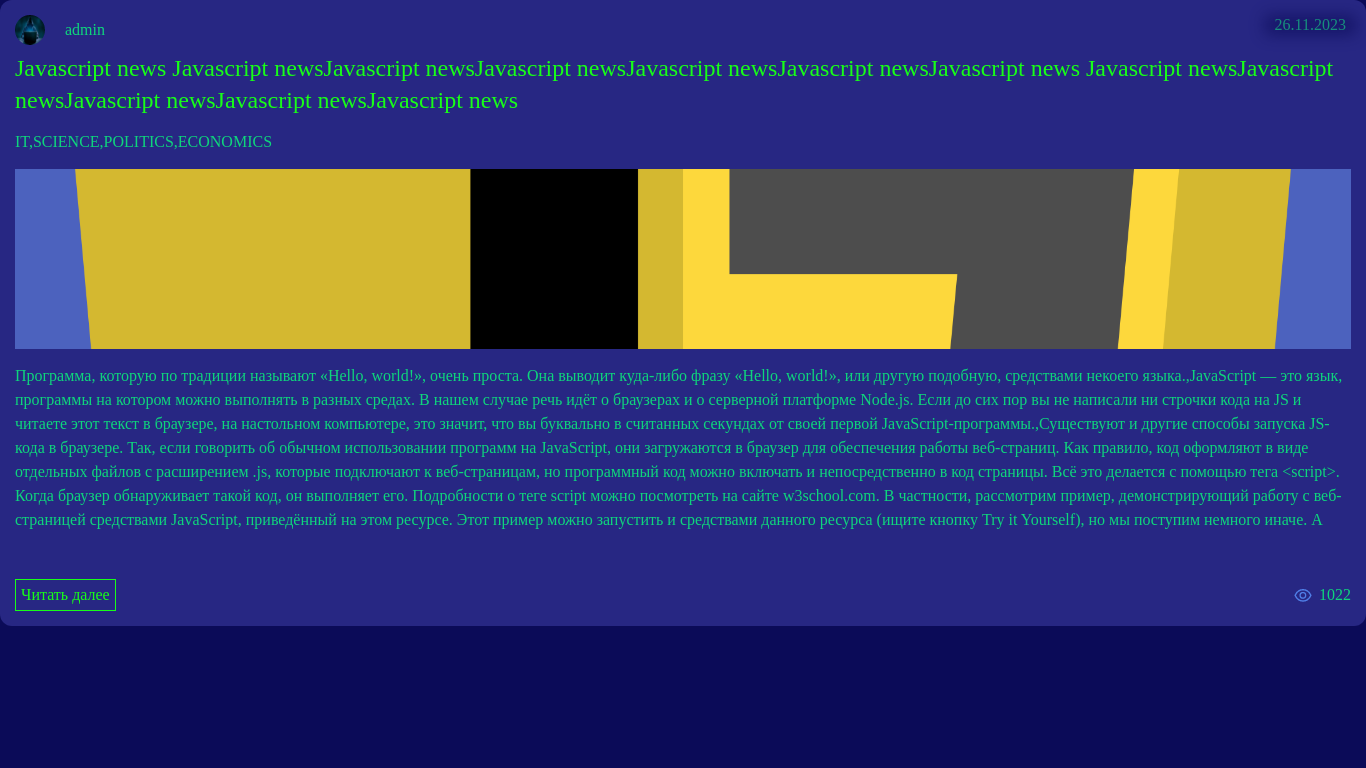 admin
26.11.2023
Javascript news Javascript newsJavascript newsJavascript newsJavascript newsJavascript newsJavascript news Javascript newsJavascript
newsJavascript newsJavascript newsJavascript news
IT,SCIENCE,POLITICS,ECONOMICS
Программа, которую по традиции называют «Hello, world!», очень проста. Она выводит куда-либо фразу «Hello, world!», или другую подобную, средствами некоего языка.,JavaScript — это язык,
программы на котором можно выполнять в разных средах. В нашем случае речь идёт о браузерах и о серверной платформе Node.js. Если до сих пор вы не написали ни строчки кода на JS и
читаете этот текст в браузере, на настольном компьютере, это значит, что вы буквально в считанных секундах от своей первой JavaScript-программы.,Существуют и другие способы запуска JS-
кода в браузере. Так, если говорить об обычном использовании программ на JavaScript, они загружаются в браузер для обеспечения работы веб-страниц. Как правило, код оформляют в виде
отдельных файлов с расширением .js, которые подключают к веб-страницам, но программный код можно включать и непосредственно в код страницы. Всё это делается с помощью тега <script>.
Когда браузер обнаруживает такой код, он выполняет его. Подробности о теге script можно посмотреть на сайте w3school.com. В частности, рассмотрим пример, демонстрирующий работу с веб-
страницей средствами JavaScript, приведённый на этом ресурсе. Этот пример можно запустить и средствами данного ресурса (ищите кнопку Try it Yourself), но мы поступим немного иначе. А
Читать далее
1022